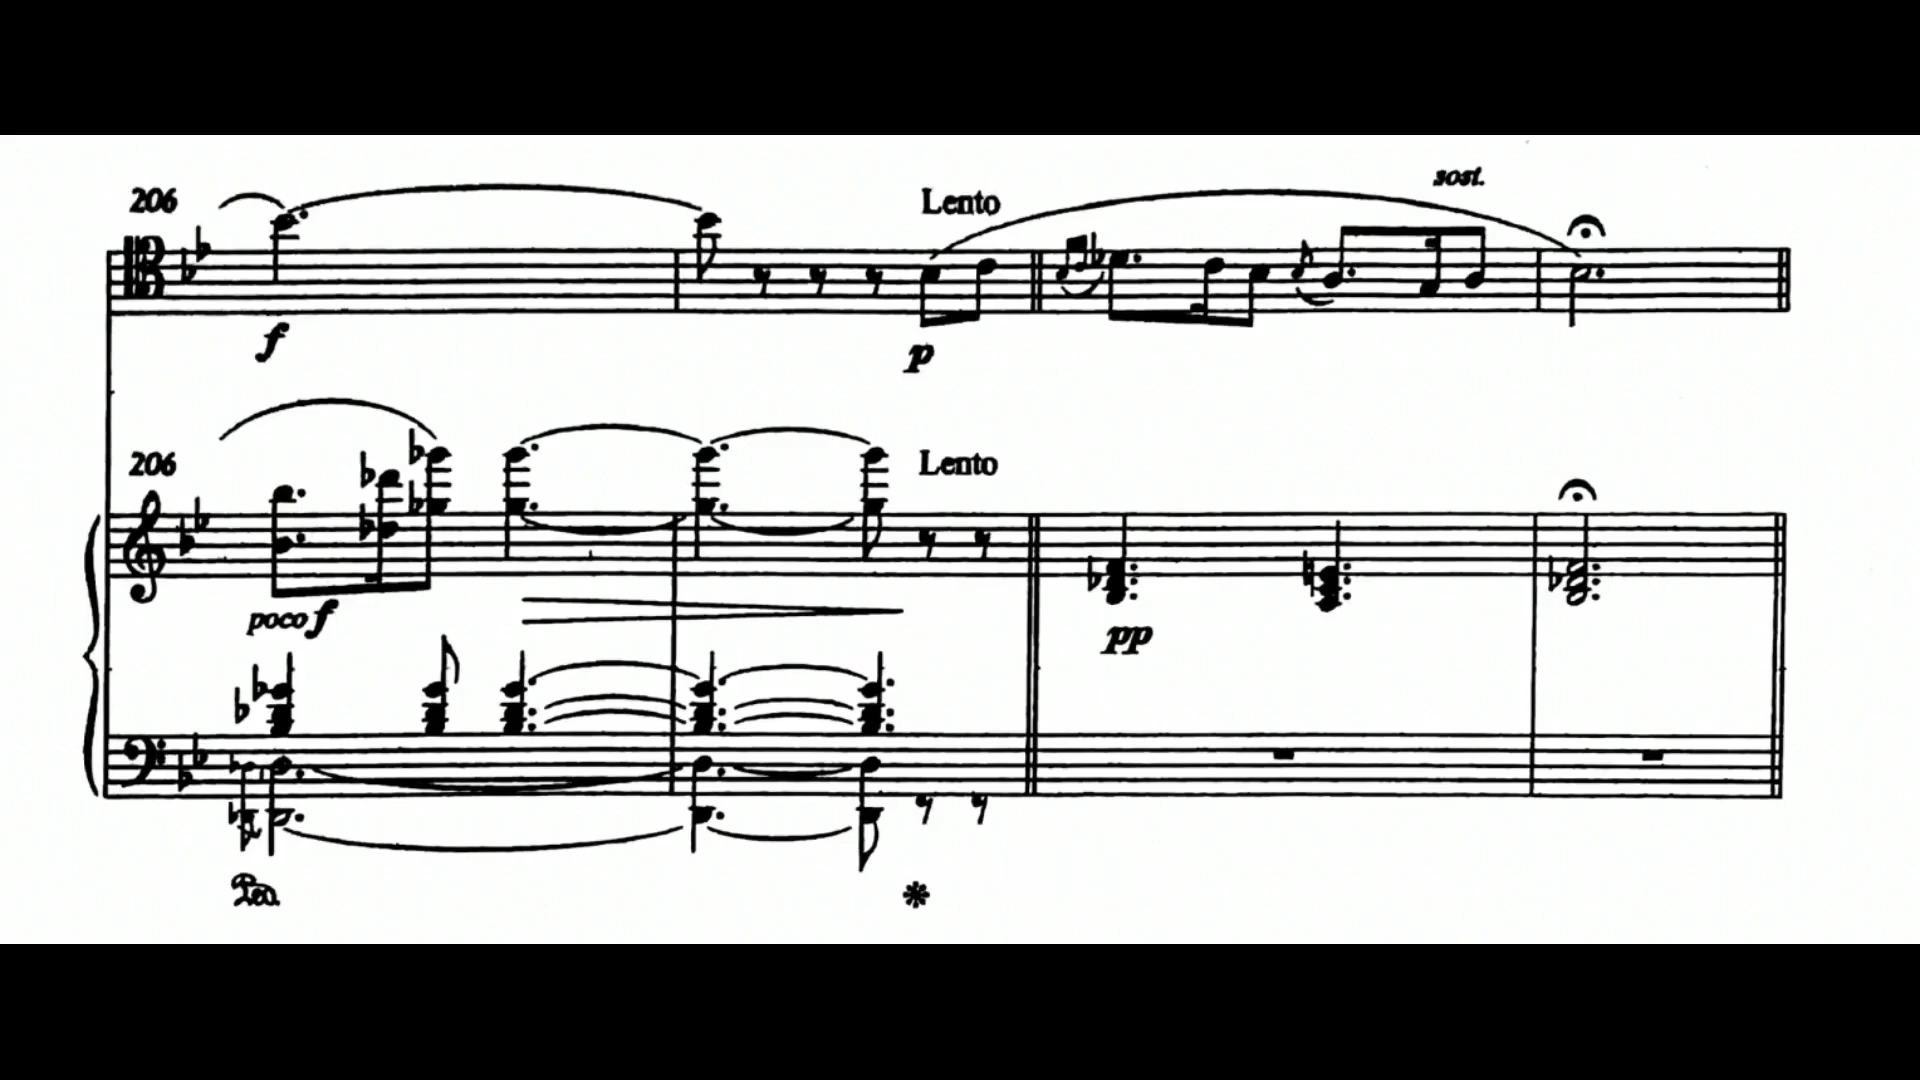 206
Lento
sost.
f
p
206
Lento
poco f
pp
Ped.
*